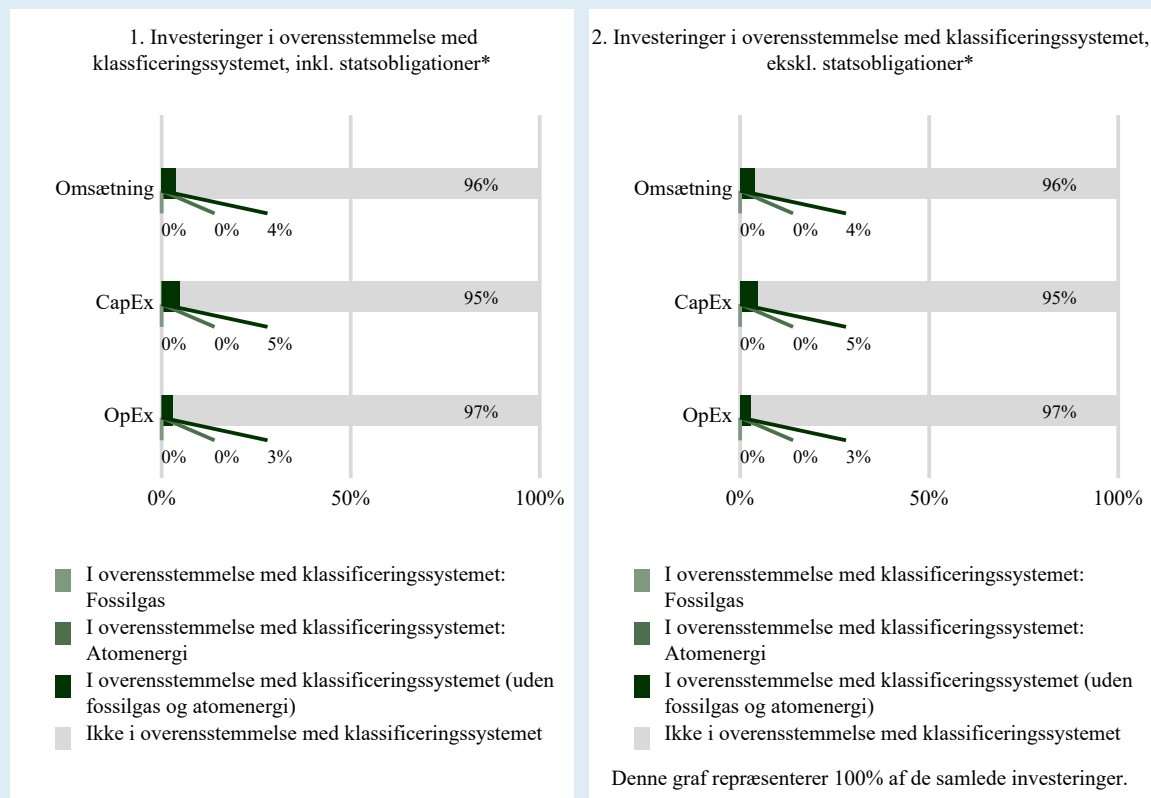 1. Investeringer i overensstemmelse med
klassficeringssystemet, inkl. statsobligationer*
Omsætning
96%
0% 0% 4%
CapEx
95%
0% 0% 5%
OpEx
97%
0% 0% 3%
0% 50% 100%
I overensstemmelse med klassificeringssystemet:
Fossilgas
I overensstemmelse med klassificeringssystemet:
Atomenergi
I overensstemmelse med klassificeringssystemet (uden
fossilgas og atomenergi)
Ikke i overensstemmelse med klassificeringssystemet
2. Investeringer i overensstemmelse med klassificeringssystemet,
ekskl. statsobligationer*
Omsætning
96%
0% 0% 4%
CapEx
95%
0% 0% 5%
OpEx
97%
0% 0% 3%
0% 50% 100%
I overensstemmelse med klassificeringssystemet:
Fossilgas
I overensstemmelse med klassificeringssystemet:
Atomenergi
I overensstemmelse med klassificeringssystemet (uden
fossilgas og atomenergi)
Ikke i overensstemmelse med klassificeringssystemet
Denne graf repræsenterer 100% af de samlede investeringer.